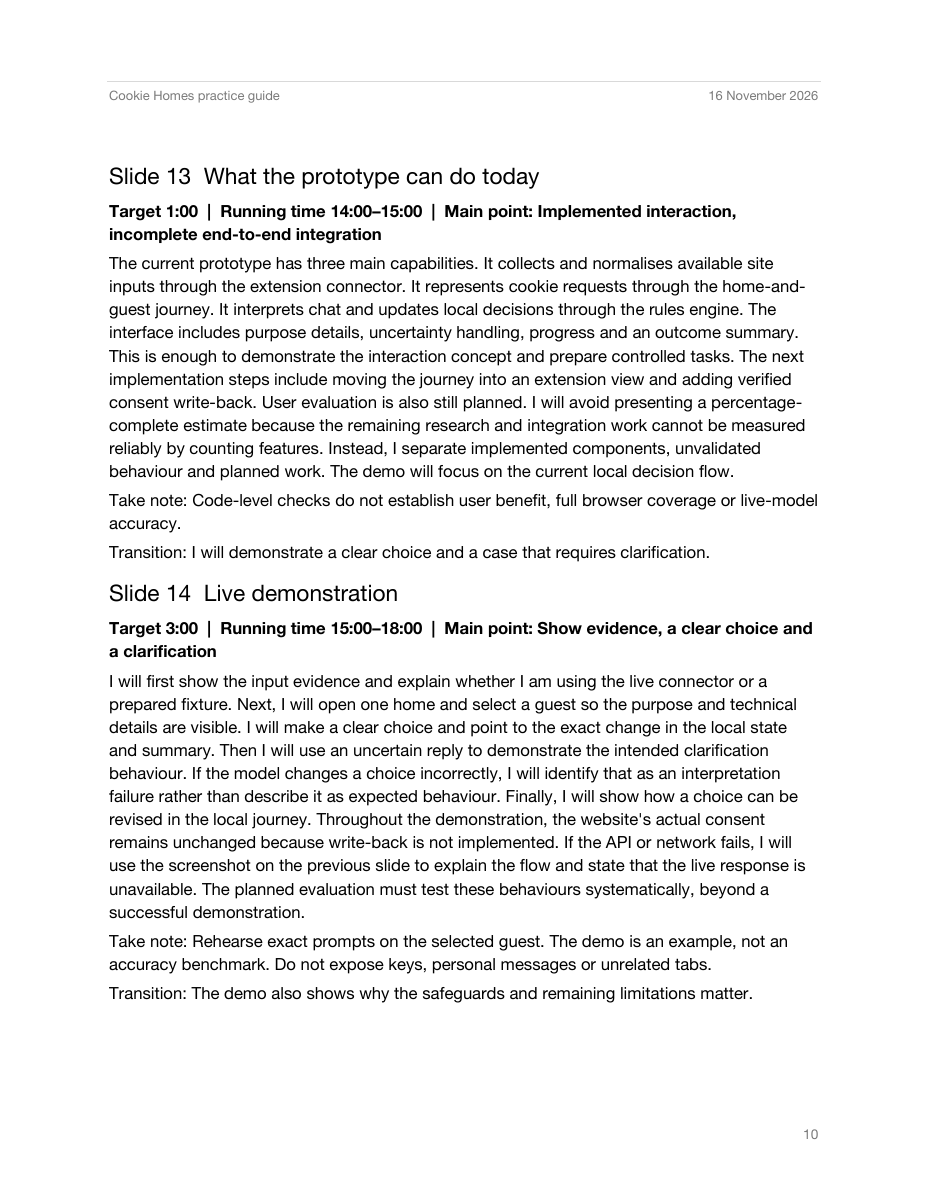 Cookie Homes practice guide
16 November 2026
Slide 13  What the prototype can do today
Target 1:00 | Running time 14:00–15:00 | Main point: Implemented interaction,
incomplete end-to-end integration
The current prototype has three main capabilities. It collects and normalises available site
inputs through the extension connector. It represents cookie requests through the home-and-
guest journey. It interprets chat and updates local decisions through the rules engine. The
interface includes purpose details, uncertainty handling, progress and an outcome summary.
This is enough to demonstrate the interaction concept and prepare controlled tasks. The next
implementation steps include moving the journey into an extension view and adding verified
consent write-back. User evaluation is also still planned. I will avoid presenting a percentage-
complete estimate because the remaining research and integration work cannot be measured
reliably by counting features. Instead, I separate implemented components, unvalidated
behaviour and planned work. The demo will focus on the current local decision flow.
Take note: Code-level checks do not establish user benefit, full browser coverage or live-model
accuracy.
Transition: I will demonstrate a clear choice and a case that requires clarification.
Slide 14  Live demonstration
Target 3:00 | Running time 15:00–18:00 | Main point: Show evidence, a clear choice and
a clarification
I will first show the input evidence and explain whether I am using the live connector or a
prepared fixture. Next, I will open one home and select a guest so the purpose and technical
details are visible. I will make a clear choice and point to the exact change in the local state
and summary. Then I will use an uncertain reply to demonstrate the intended clarification
behaviour. If the model changes a choice incorrectly, I will identify that as an interpretation
failure rather than describe it as expected behaviour. Finally, I will show how a choice can be
revised in the local journey. Throughout the demonstration, the website's actual consent
remains unchanged because write-back is not implemented. If the API or network fails, I will
use the screenshot on the previous slide to explain the flow and state that the live response is
unavailable. The planned evaluation must test these behaviours systematically, beyond a
successful demonstration.
Take note: Rehearse exact prompts on the selected guest. The demo is an example, not an
accuracy benchmark. Do not expose keys, personal messages or unrelated tabs.
Transition: The demo also shows why the safeguards and remaining limitations matter.
10